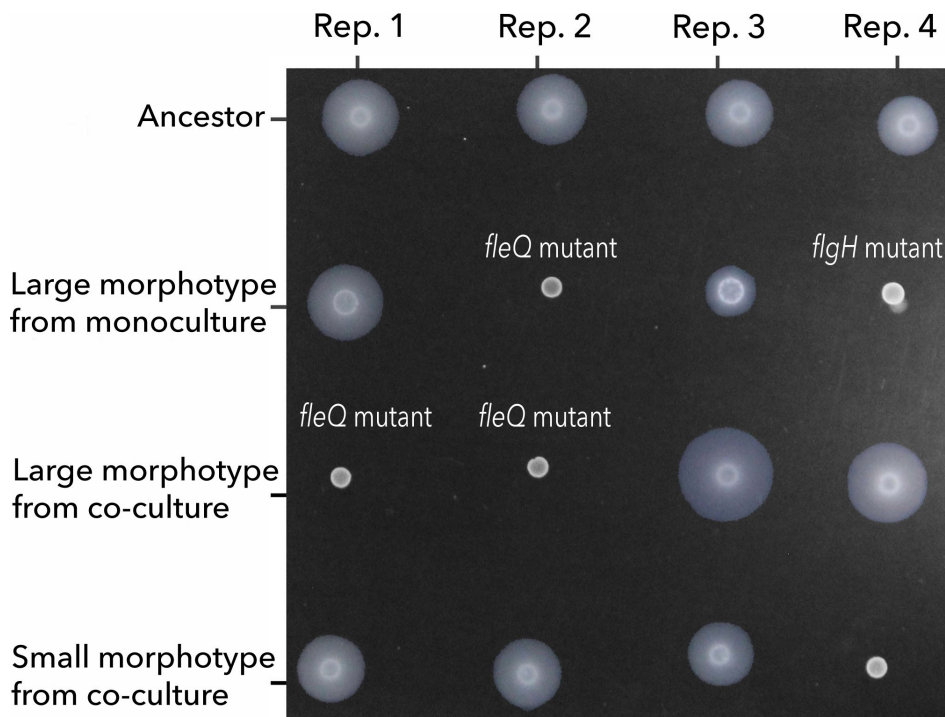 Rep. 1 Rep. 2 Rep. 3 Rep. 4
Ancestor
fleQ mutant flgH mutant
Large morphotype
from monoculture
fleQ mutant fleQ mutant
Large morphotype
from co-culture
Small morphotype
from co-culture